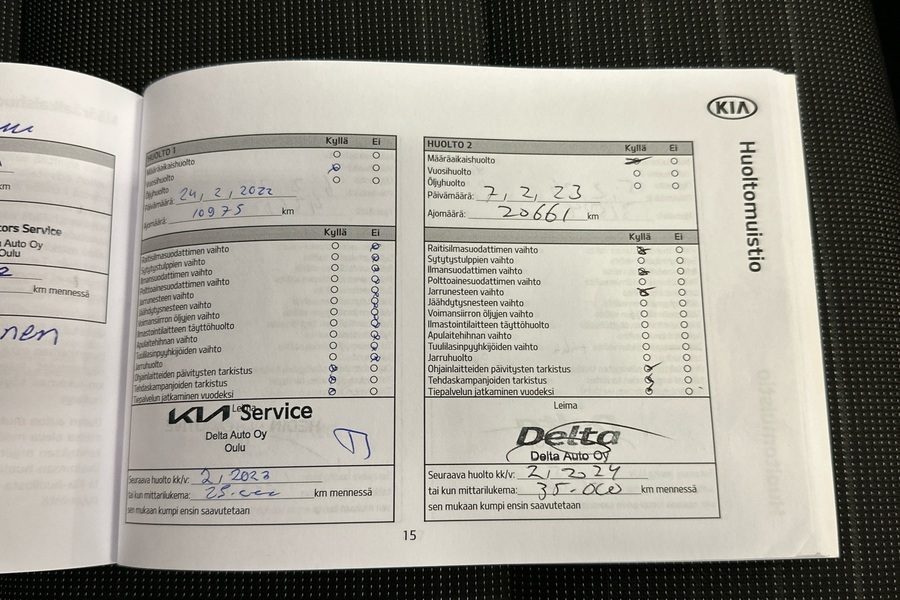 km
tors Service
Auto Oy
Oulu
2
km mennessä
nen
KIA
Huoltomuistio
HUOLTO 1 Kyllä Ei
Määräaikaishuolto
Vuosihuolto
Öljyhuolto
Päivämäärä: 24,2,2022
Ajomäärä: 10975 km
Kyllä Ei
Raitisilmasuodattimen vaihto
Sytytystulppien vaihto
Ilmansuodattimen vaihto
Polttoainesuodattimen vaihto
Jarrunesteen vaihto
Jäähdytysnesteen vaihto
Voimansiirron öljyjen vaihto
Ilmastointilaitteen täyttöhuolto
Apulaitehihnan vaihto
Tuulilasinpyyhkijöiden vaihto
Jarruhuolto
Ohjainlaitteiden päivitysten tarkistus
Tehdaskampanjoiden tarkistus
Tiepalvelun jatkaminen vuodeksi
Leima
KIA Service
Delta Auto Oy
Oulu
Seuraava huolto kk/v: 2, 2023
tai kun mittarilukema: 25.000 km mennessä
sen mukaan kumpi ensin saavutetaan
HUOLTO 2 Kyllä Ei
Määräaikaishuolto
Vuosihuolto
Öljyhuolto
Päivämäärä: 7,2,23
Ajomäärä: 20661 km
Kyllä Ei
Raitisilmasuodattimen vaihto
Sytytystulppien vaihto
Ilmansuodattimen vaihto
Polttoainesuodattimen vaihto
Jarrunesteen vaihto
Jäähdytysnesteen vaihto
Voimansiirron öljyjen vaihto
Ilmastointilaitteen täyttöhuolto
Apulaitehihnan vaihto
Tuulilasinpyyhkijöiden vaihto
Jarruhuolto
Ohjainlaitteiden päivitysten tarkistus
Tehdaskampanjoiden tarkistus
Tiepalvelun jatkaminen vuodeksi
Leima
Delta
Delta Auto Oy
Seuraava huolto kk/v: 2, 2024
tai kun mittarilukema: 35.000 km mennessä
sen mukaan kumpi ensin saavutetaan
15